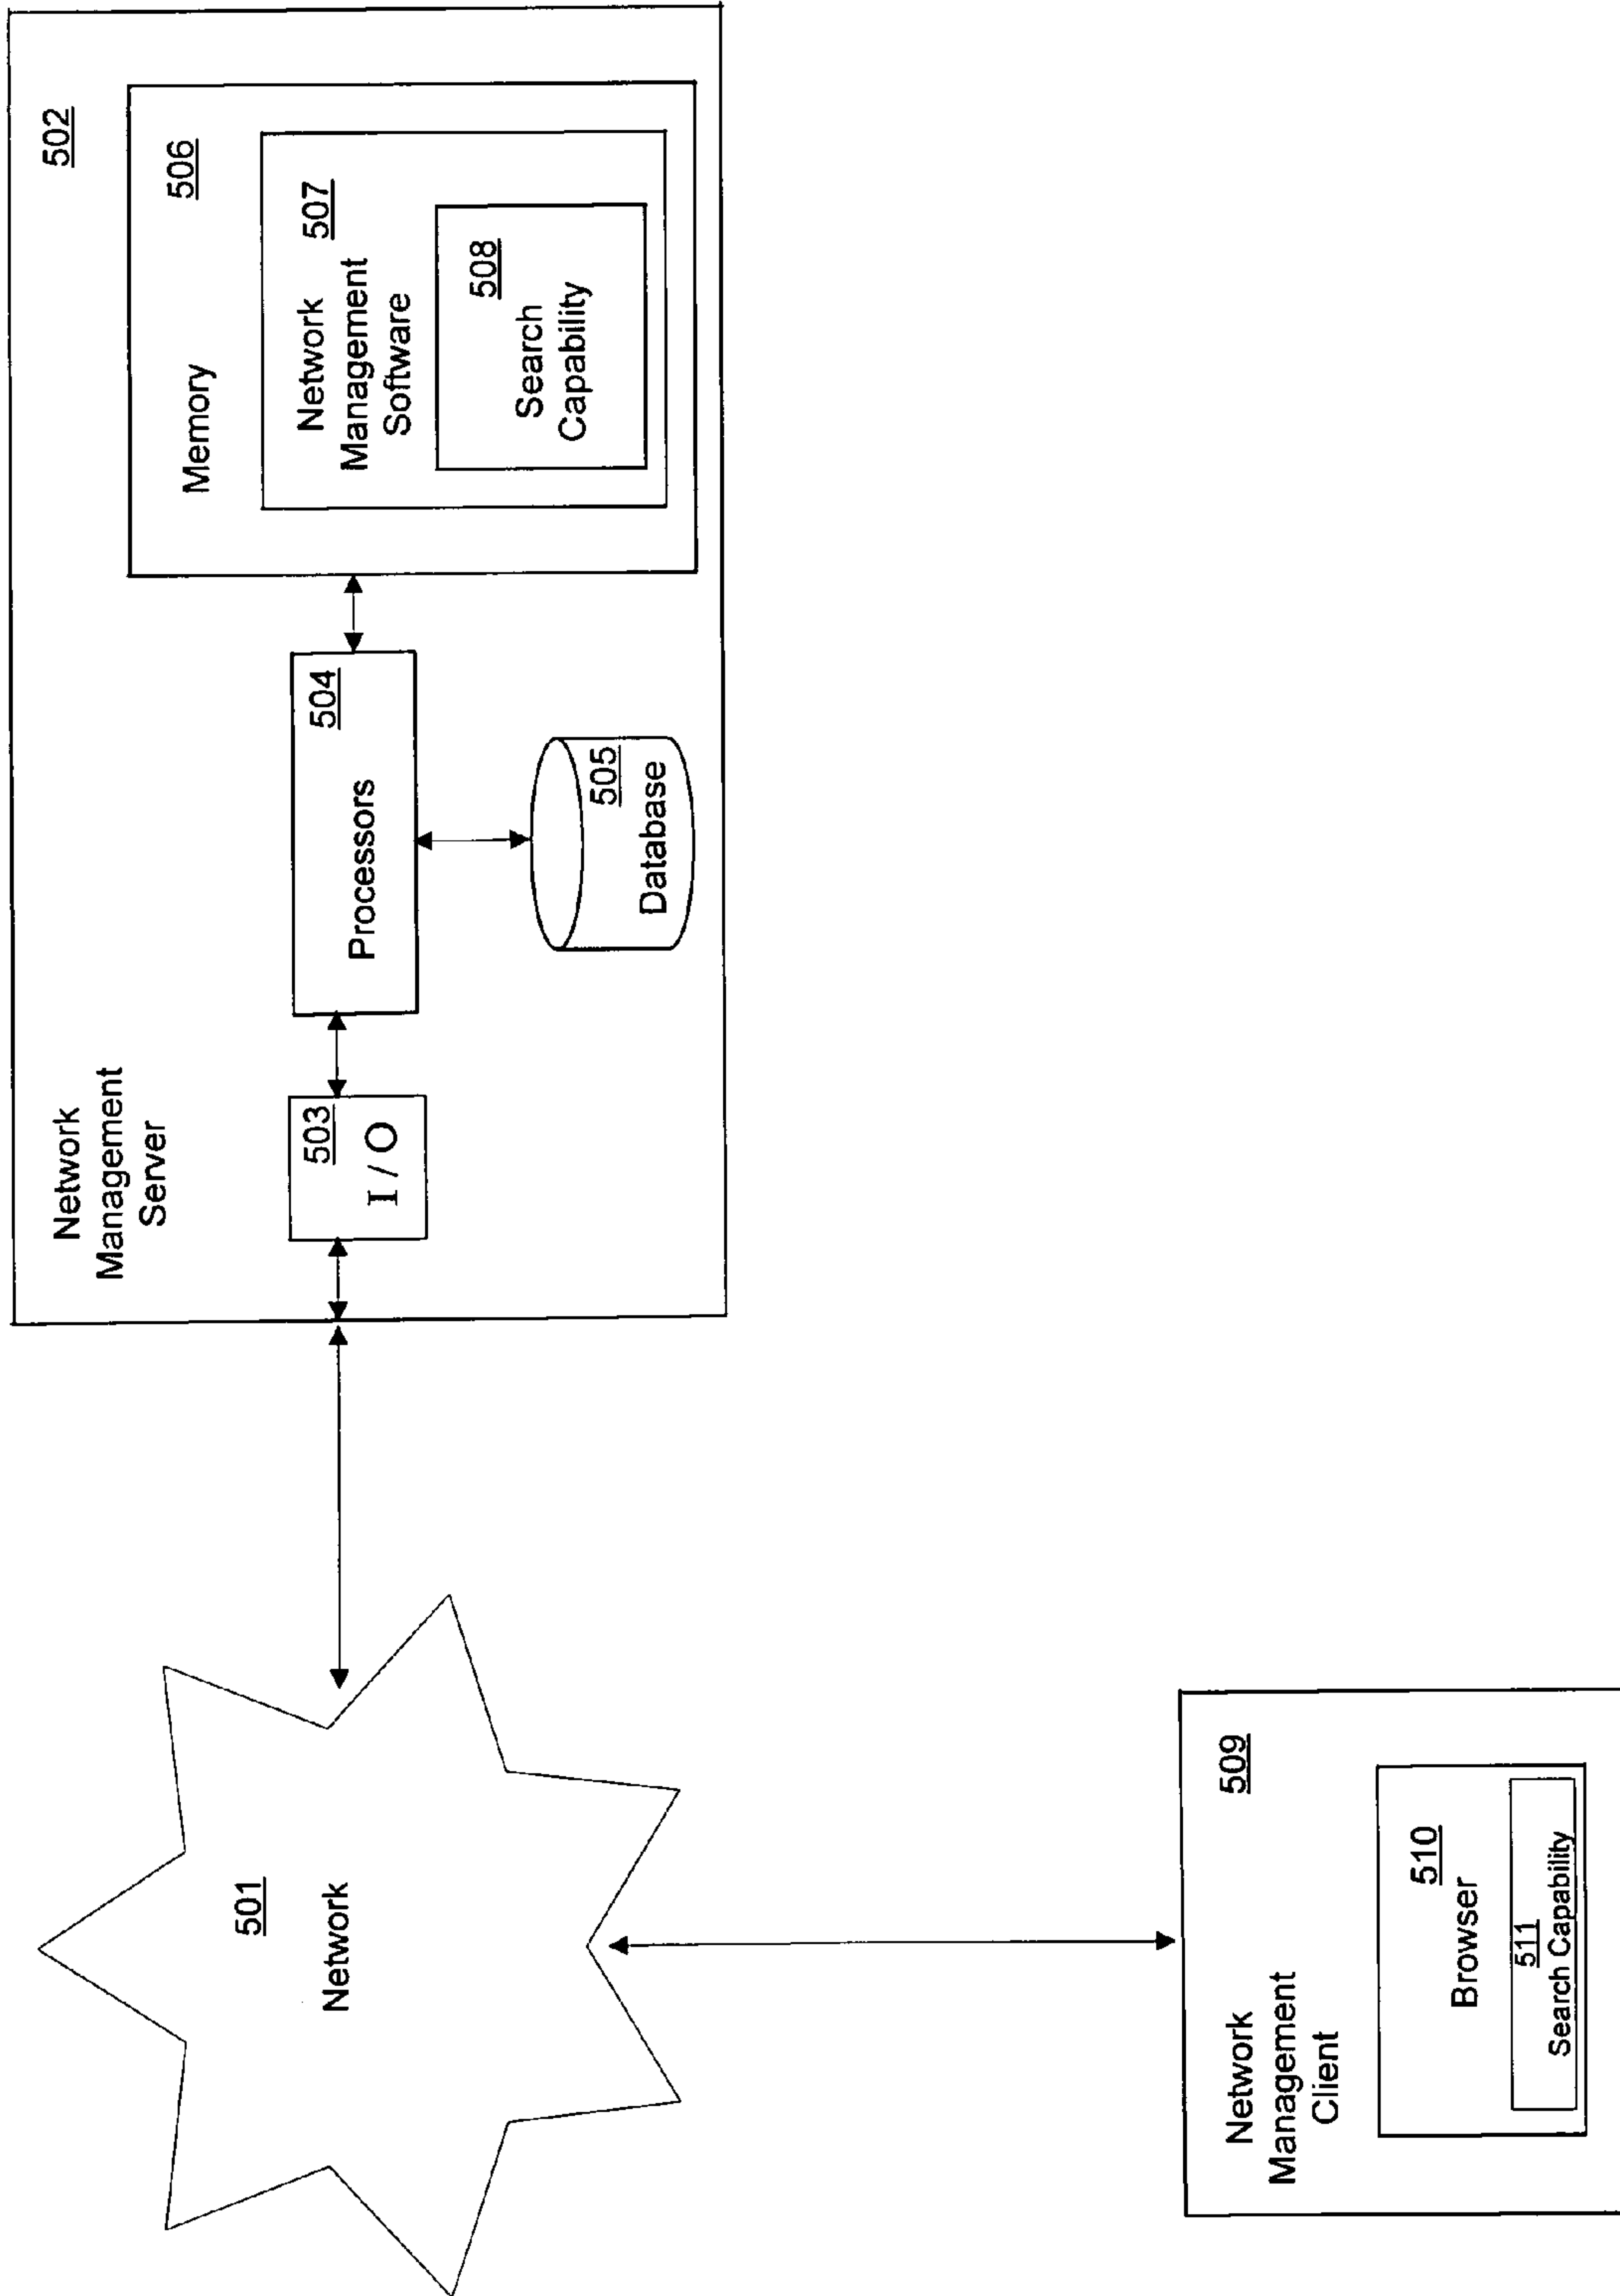 Network
Management
Server
502
503
I / O
504
Processors
505
Database
506
Memory
507
Network
Management
Software
508
Search
Capability
501
Network
Network
Management
Client
509
510
Browser
511
Search Capability